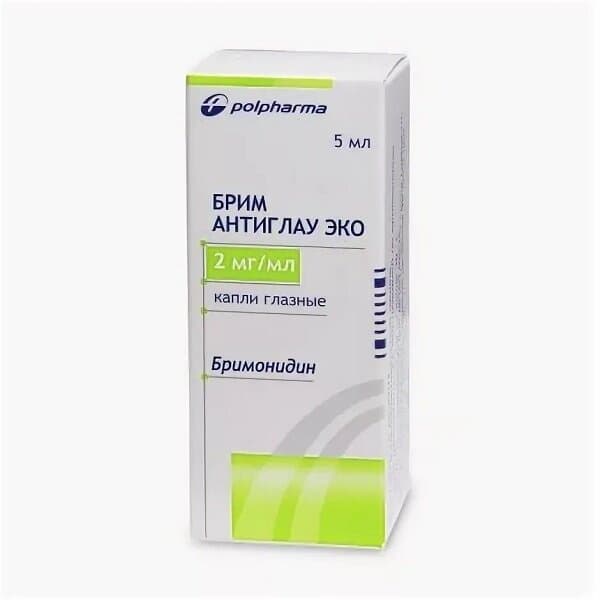 polpharma
5 мл
БРИМ
АНТИГЛАУ ЭКО
2 мг/мл
капли глазные
Бримонидин